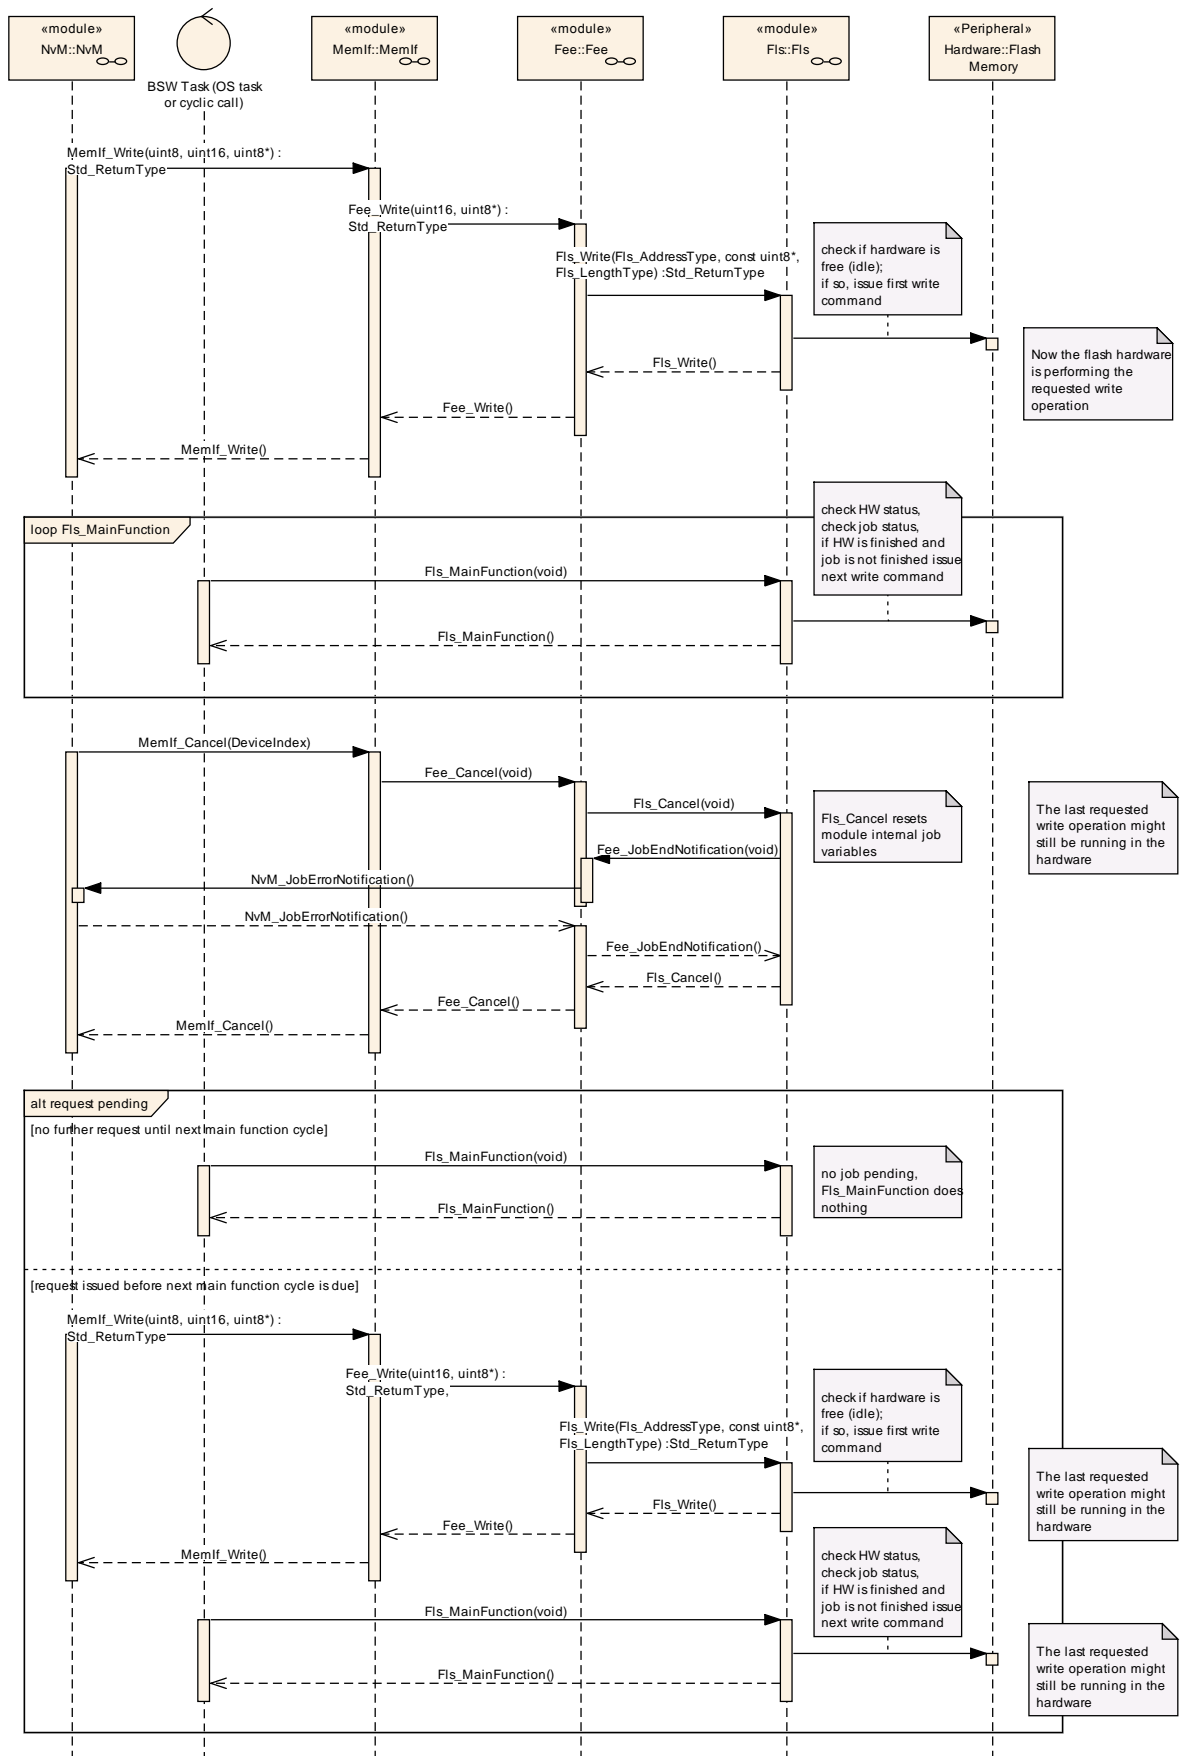 «module»
NvM::NvM
BSW Task (OS task
or cyclic call)
«module»
MemIf::MemIf
«module»
Fee::Fee
«module»
Fls::Fls
«Peripheral»
Hardware::Flash
Memory
MemIf_Write(uint8, uint16, uint8*) :
Std_ReturnType
Fee_Write(uint16, uint8*) :
Std_ReturnType
Fls_Write(Fls_AddressType, const uint8*,
Fls_LengthType) :Std_ReturnType
check if hardware is
free (idle);
if so, issue first write
command
Now the flash hardware
is performing the
requested write
operation
Fls_Write()
Fee_Write()
MemIf_Write()
loop Fls_MainFunction
check HW status,
check job status,
if HW is finished and
job is not finished issue
next write command
Fls_MainFunction(void)
Fls_MainFunction()
MemIf_Cancel(DeviceIndex)
Fee_Cancel(void)
Fls_Cancel(void)
Fls_Cancel resets
module internal job
variables
The last requested
write operation might
still be running in the
hardware
Fee_JobEndNotification(void)
NvM_JobErrorNotification()
NvM_JobErrorNotification()
Fee_JobEndNotification()
Fls_Cancel()
Fee_Cancel()
MemIf_Cancel()
alt request pending
[no further request until next main function cycle]
Fls_MainFunction(void)
no job pending,
Fls_MainFunction does
nothing
Fls_MainFunction()
[request issued before next main function cycle is due]
MemIf_Write(uint8, uint16, uint8*) :
Std_ReturnType
Fee_Write(uint16, uint8*) :
Std_ReturnType,
Fls_Write(Fls_AddressType, const uint8*,
Fls_LengthType) :Std_ReturnType
check if hardware is
free (idle);
if so, issue first write
command
The last requested
write operation might
still be running in the
hardware
Fls_Write()
Fee_Write()
MemIf_Write()
check HW status,
check job status,
if HW is finished and
job is not finished issue
next write command
Fls_MainFunction(void)
The last requested
write operation might
still be running in the
hardware
Fls_MainFunction()